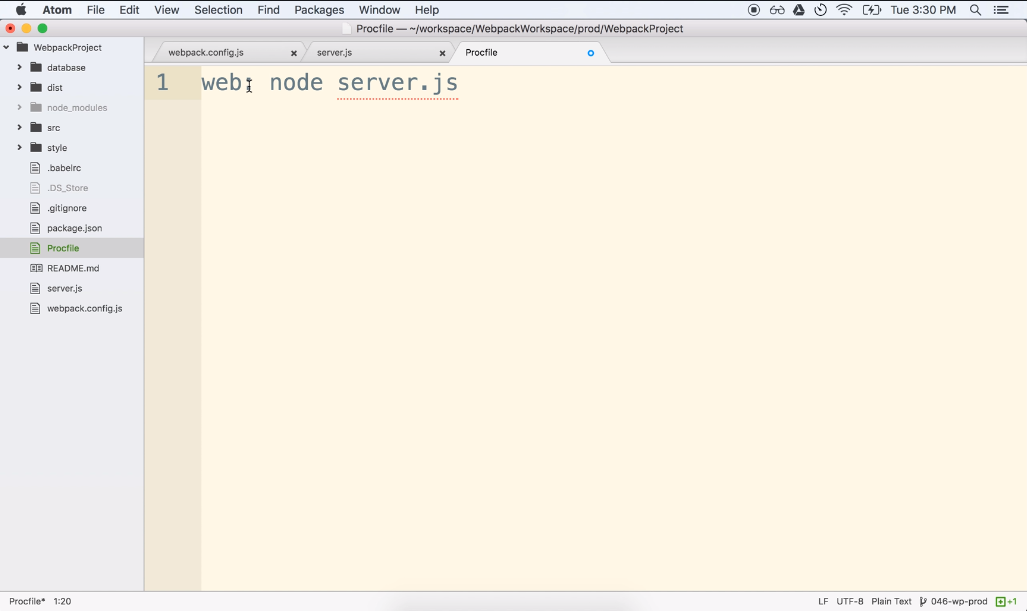 Atom File Edit View Selection Find Packages Window Help Tue 3:30 PM
Procfile — ~/workspace/WebpackWorkspace/prod/WebpackProject
WebpackProject
database
dist
node_modules
src
style
.babelrc
.DS_Store
.gitignore
package.json
Procfile
README.md
server.js
webpack.config.js
webpack.config.js server.js Procfile
1 web: node server.js
Procfile* 1:20 LF UTF-8 Plain Text 046-wp-prod +1